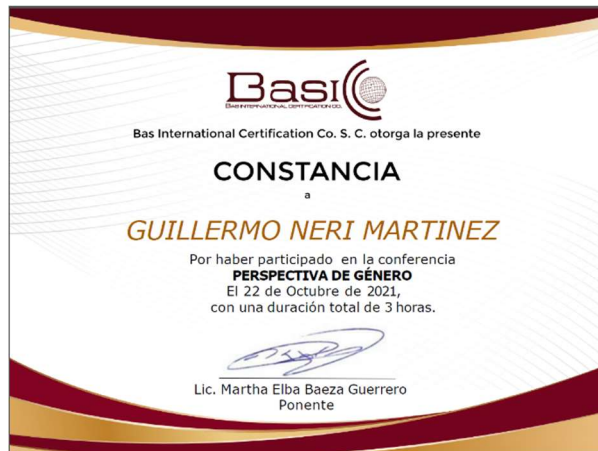 BasIC
BAS INTERNATIONAL CERTIFICATION CO.
Bas International Certification Co. S. C. otorga la presente
CONSTANCIA
a
GUILLERMO NERI MARTINEZ
Por haber participado en la conferencia
PERSPECTIVA DE GÉNERO
El 22 de Octubre de 2021,
con una duración total de 3 horas.
Lic. Martha Elba Baeza Guerrero
Ponente